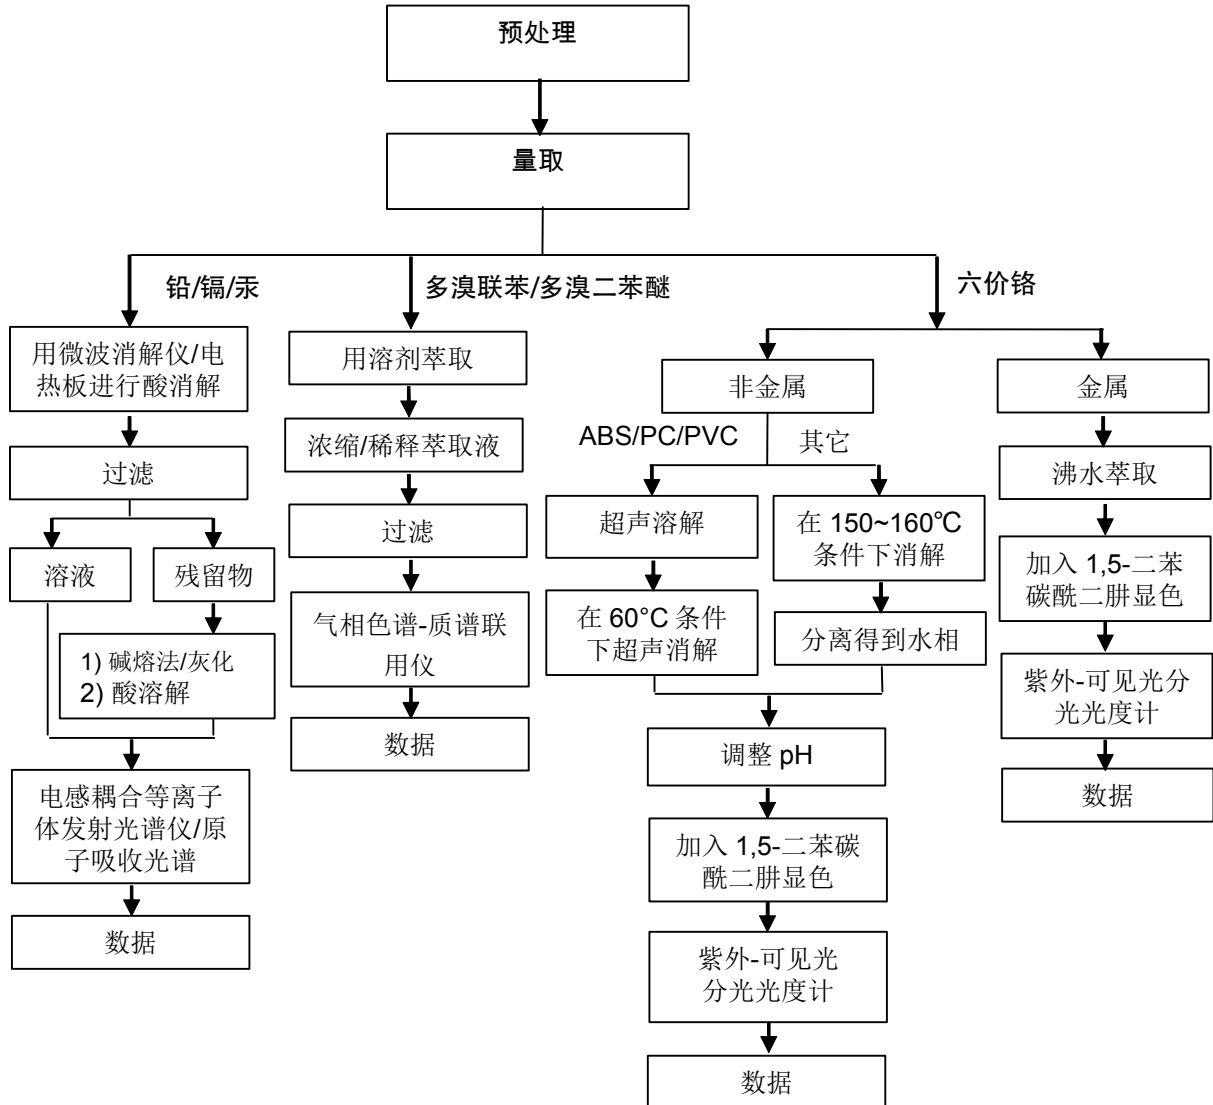 预处理
量取
铅/镉/汞
多溴联苯/多溴二苯醚
六价铬
用微波消解仪/电
热板进行酸消解
过滤
溶液
残留物
1) 碱熔法/灰化
2) 酸溶解
电感耦合等离子
体发射光谱仪/原
子吸收光谱
数据
用溶剂萃取
浓缩/稀释萃取液
过滤
气相色谱-质谱联
用仪
数据
非金属
ABS/PC/PVC
其它
超声溶解
在 60°C 条件
下超声消解
在 150~160℃
条件下消解
分离得到水相
调整 pH
加入 1,5-二苯碳
酰二肼显色
紫外-可见光
分光光度计
数据
金属
沸水萃取
加入 1,5-二苯
碳酰二肼显色
紫外-可见光分
光光度计
数据